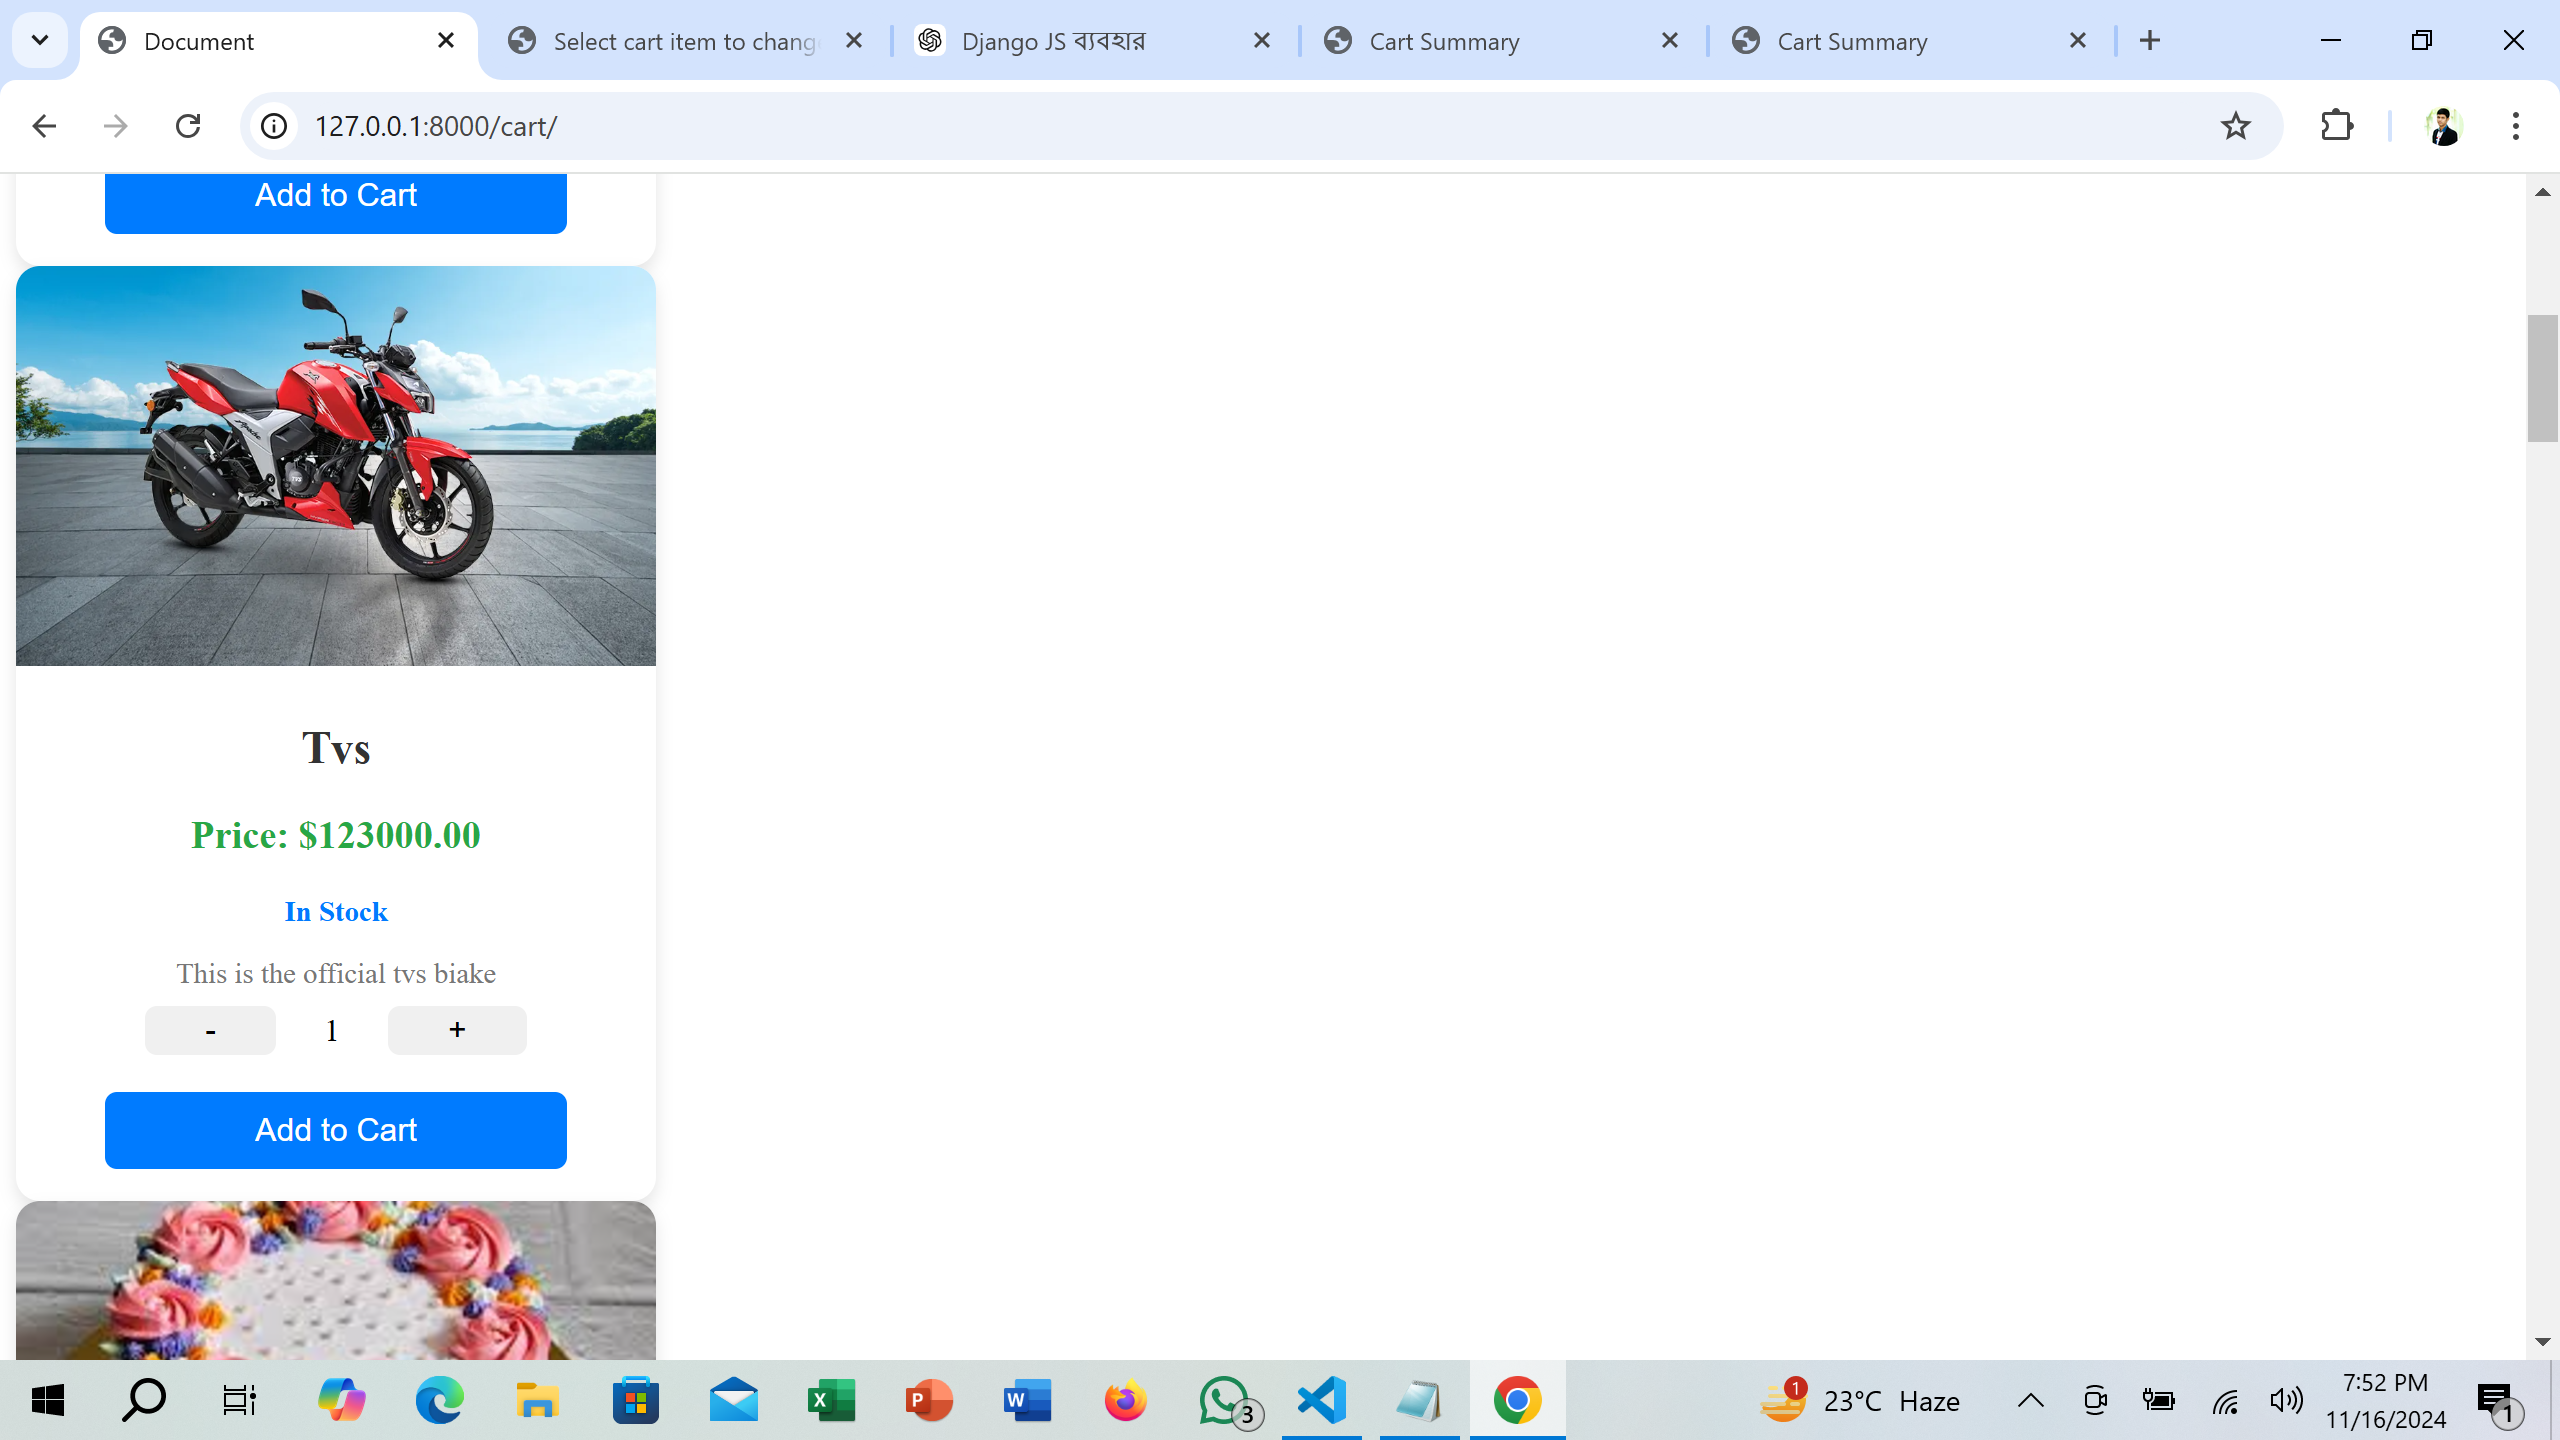 Document
Select cart item to chang
Django JS ব্যবহার
Cart Summary
Cart Summary
127.0.0.1:8000/cart/
Add to Cart
Tvs
Price: $123000.00
In Stock
This is the official tvs biake
- 1 +
Add to Cart
3
1
23°C Haze
7:52 PM
11/16/2024
1